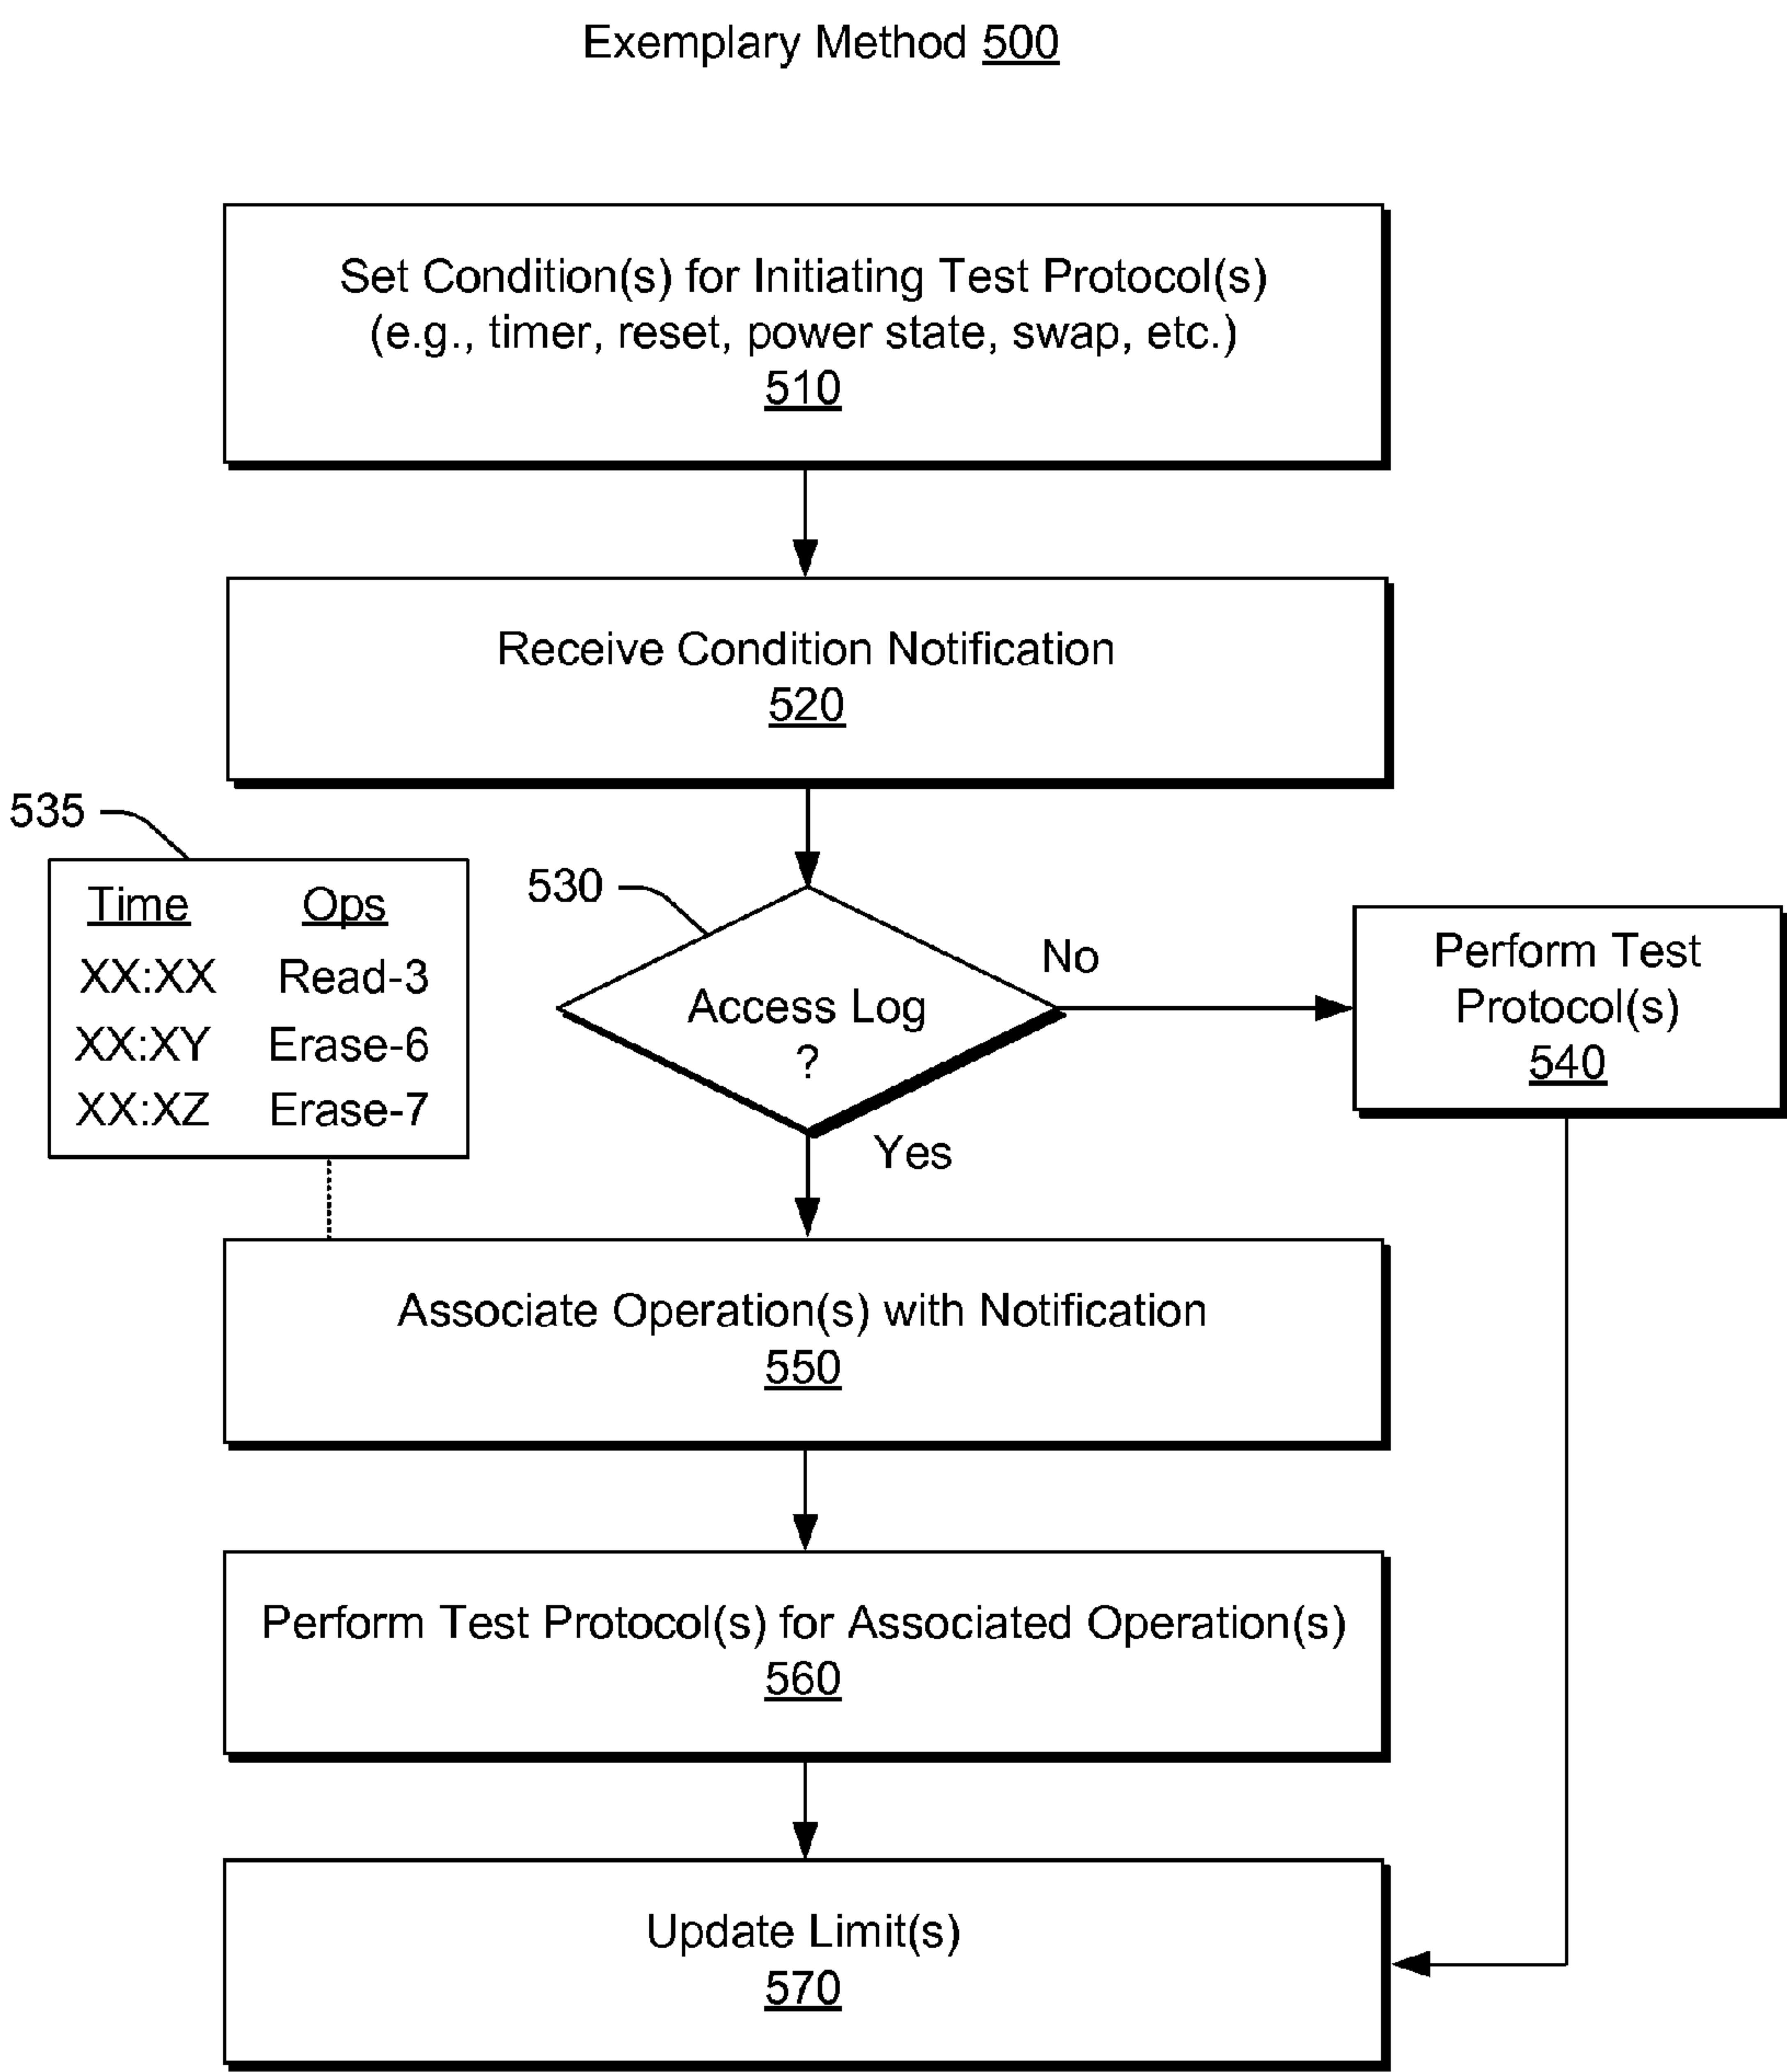 Exemplary Method 500
Set Condition(s) for Initiating Test Protocol(s)
(e.g., timer, reset, power state, swap, etc.)
510
Receive Condition Notification
520
535
Time Ops
XX:XX Read-3
XX:XY Erase-6
XX:XZ Erase-7
530
Access Log
?
No
Yes
Perform Test
Protocol(s)
540
Associate Operation(s) with Notification
550
Perform Test Protocol(s) for Associated Operation(s)
560
Update Limit(s)
570